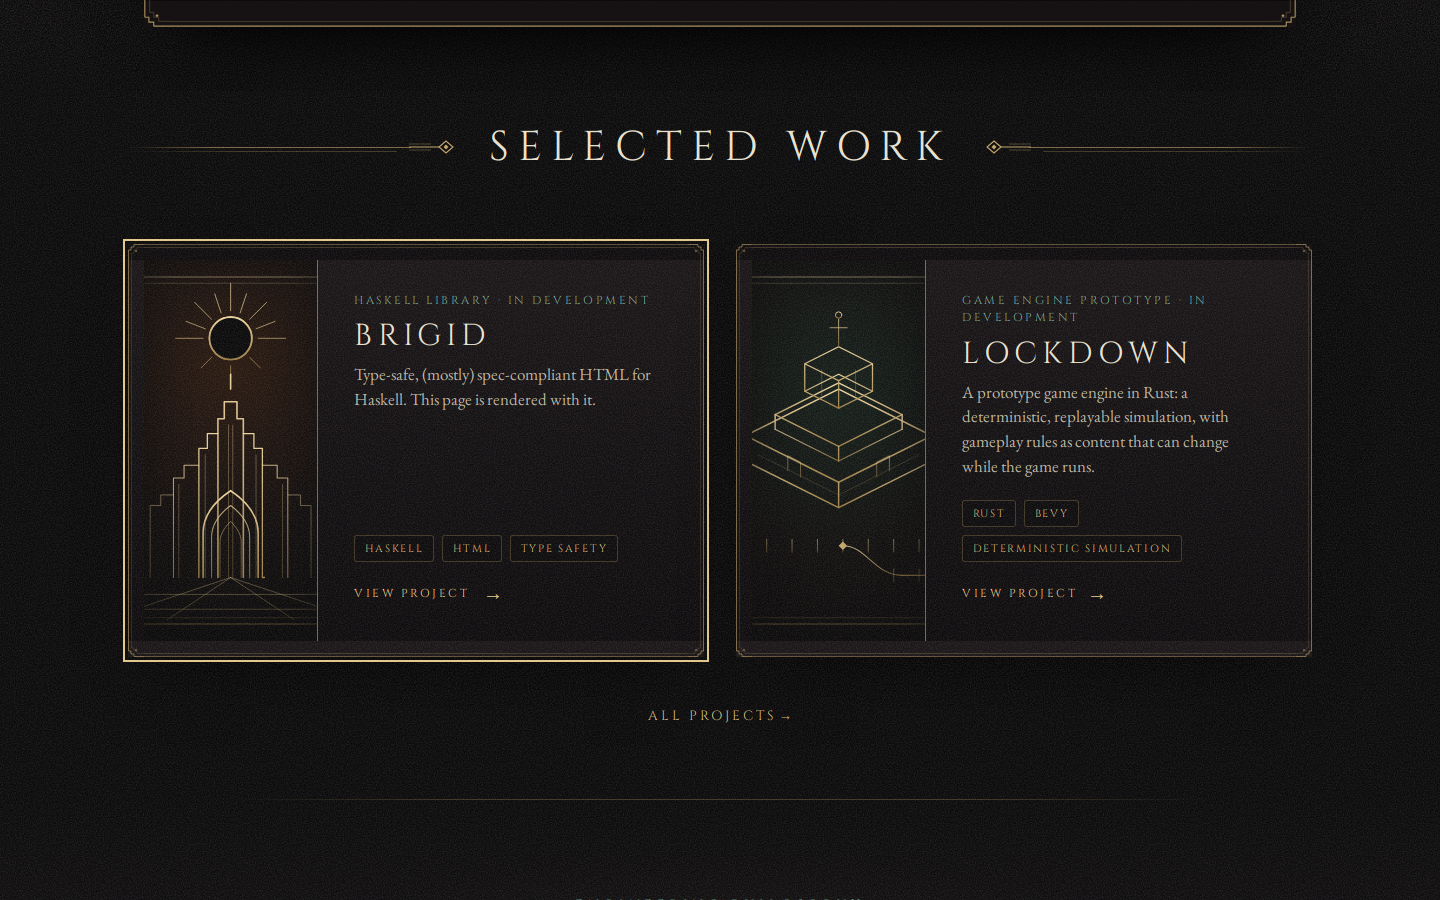 SELECTED WORK
HASKELL LIBRARY · IN DEVELOPMENT
BRIGID
Type-safe, (mostly) spec-compliant HTML for
Haskell. This page is rendered with it.
HASKELL
HTML
TYPE SAFETY
VIEW PROJECT →
GAME ENGINE PROTOTYPE · IN
DEVELOPMENT
LOCKDOWN
A prototype game engine in Rust: a
deterministic, replayable simulation, with
gameplay rules as content that can change
while the game runs.
RUST
BEVY
DETERMINISTIC SIMULATION
VIEW PROJECT →
ALL PROJECTS →